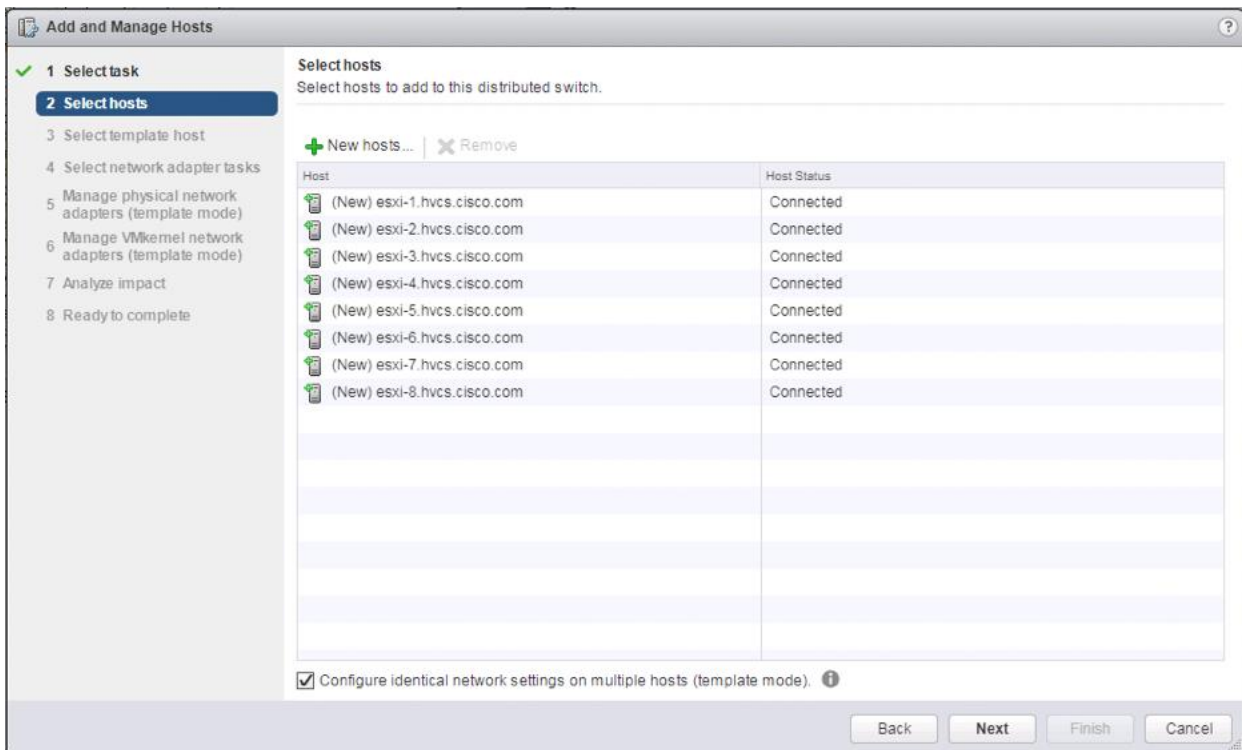 Add and Manage Hosts
?
1 Select task
2 Select hosts
3 Select template host
4 Select network adapter tasks
5 Manage physical network
adapters (template mode)
6 Manage VMkernel network
adapters (template mode)
7 Analyze impact
8 Ready to complete
Select hosts
Select hosts to add to this distributed switch.
New hosts... Remove
Host Host Status
(New) esxi-1.hvcs.cisco.com Connected
(New) esxi-2.hvcs.cisco.com Connected
(New) esxi-3.hvcs.cisco.com Connected
(New) esxi-4.hvcs.cisco.com Connected
(New) esxi-5.hvcs.cisco.com Connected
(New) esxi-6.hvcs.cisco.com Connected
(New) esxi-7.hvcs.cisco.com Connected
(New) esxi-8.hvcs.cisco.com Connected
Configure identical network settings on multiple hosts (template mode).
Back Next Finish Cancel